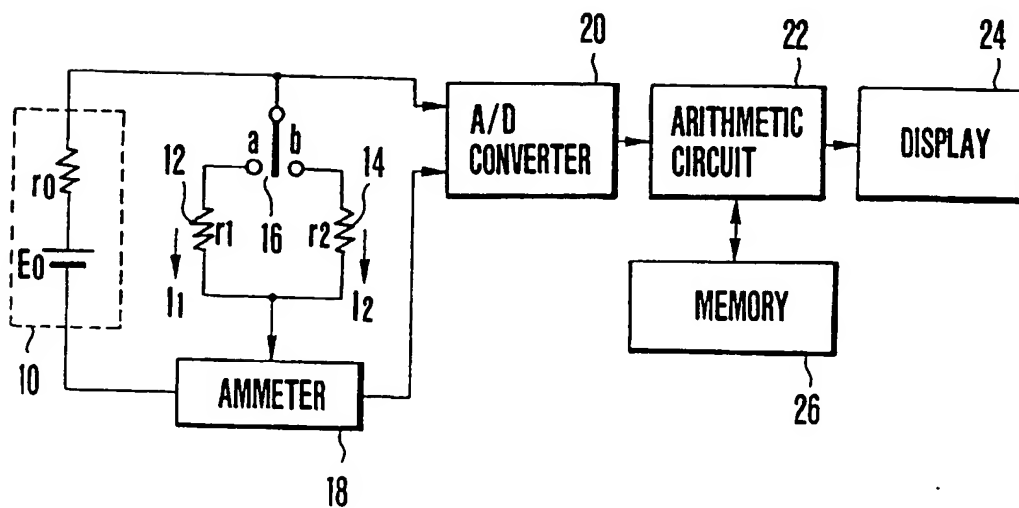 20
22
24
A/D
CONVERTER
ARITHMETIC
CIRCUIT
DISPLAY
r0
E0
10
12
a
b
14
16
r1
r2
I1
I2
AMMETER
18
MEMORY
26